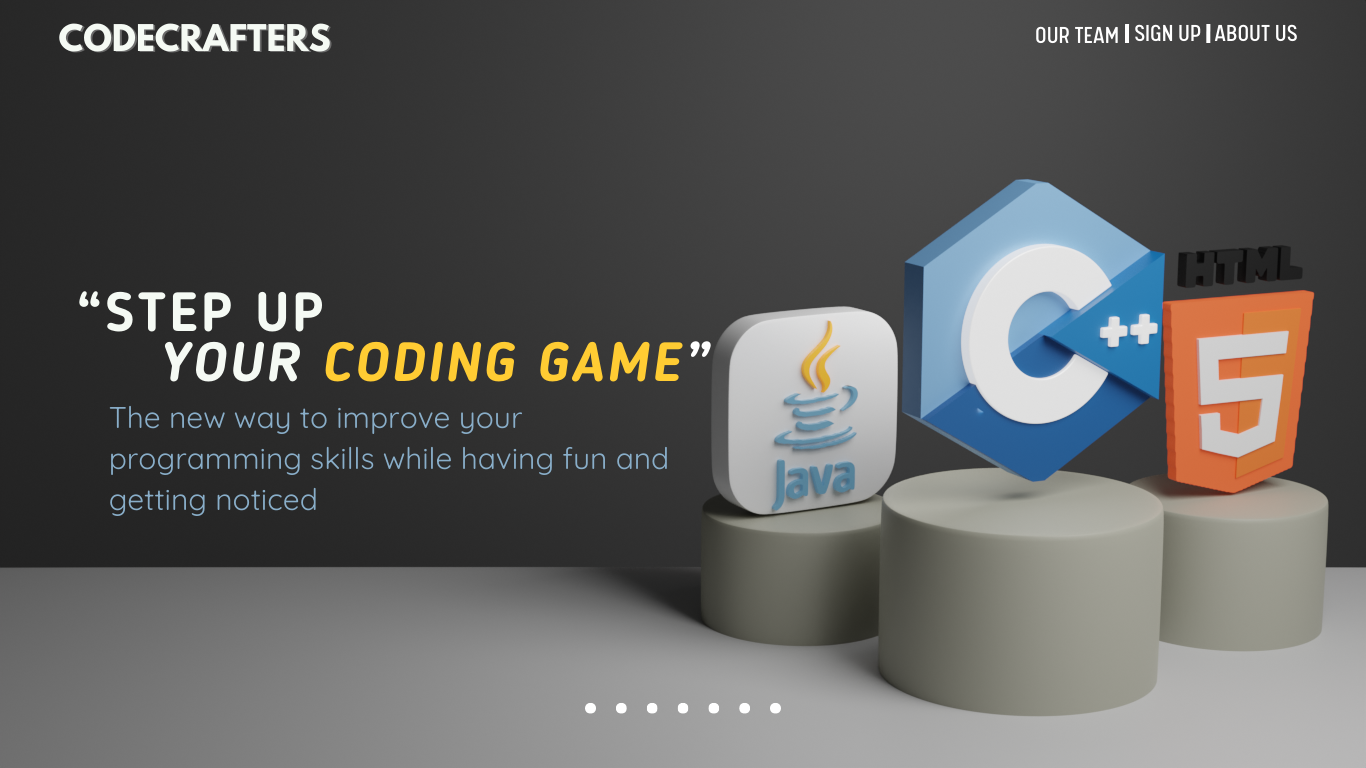 CODECRAFTERS
OUR TEAM | SIGN UP | ABOUT US
“STEP UP
YOUR CODING GAME”
The new way to improve your
programming skills while having fun and
getting noticed
Java
C++
HTML
5